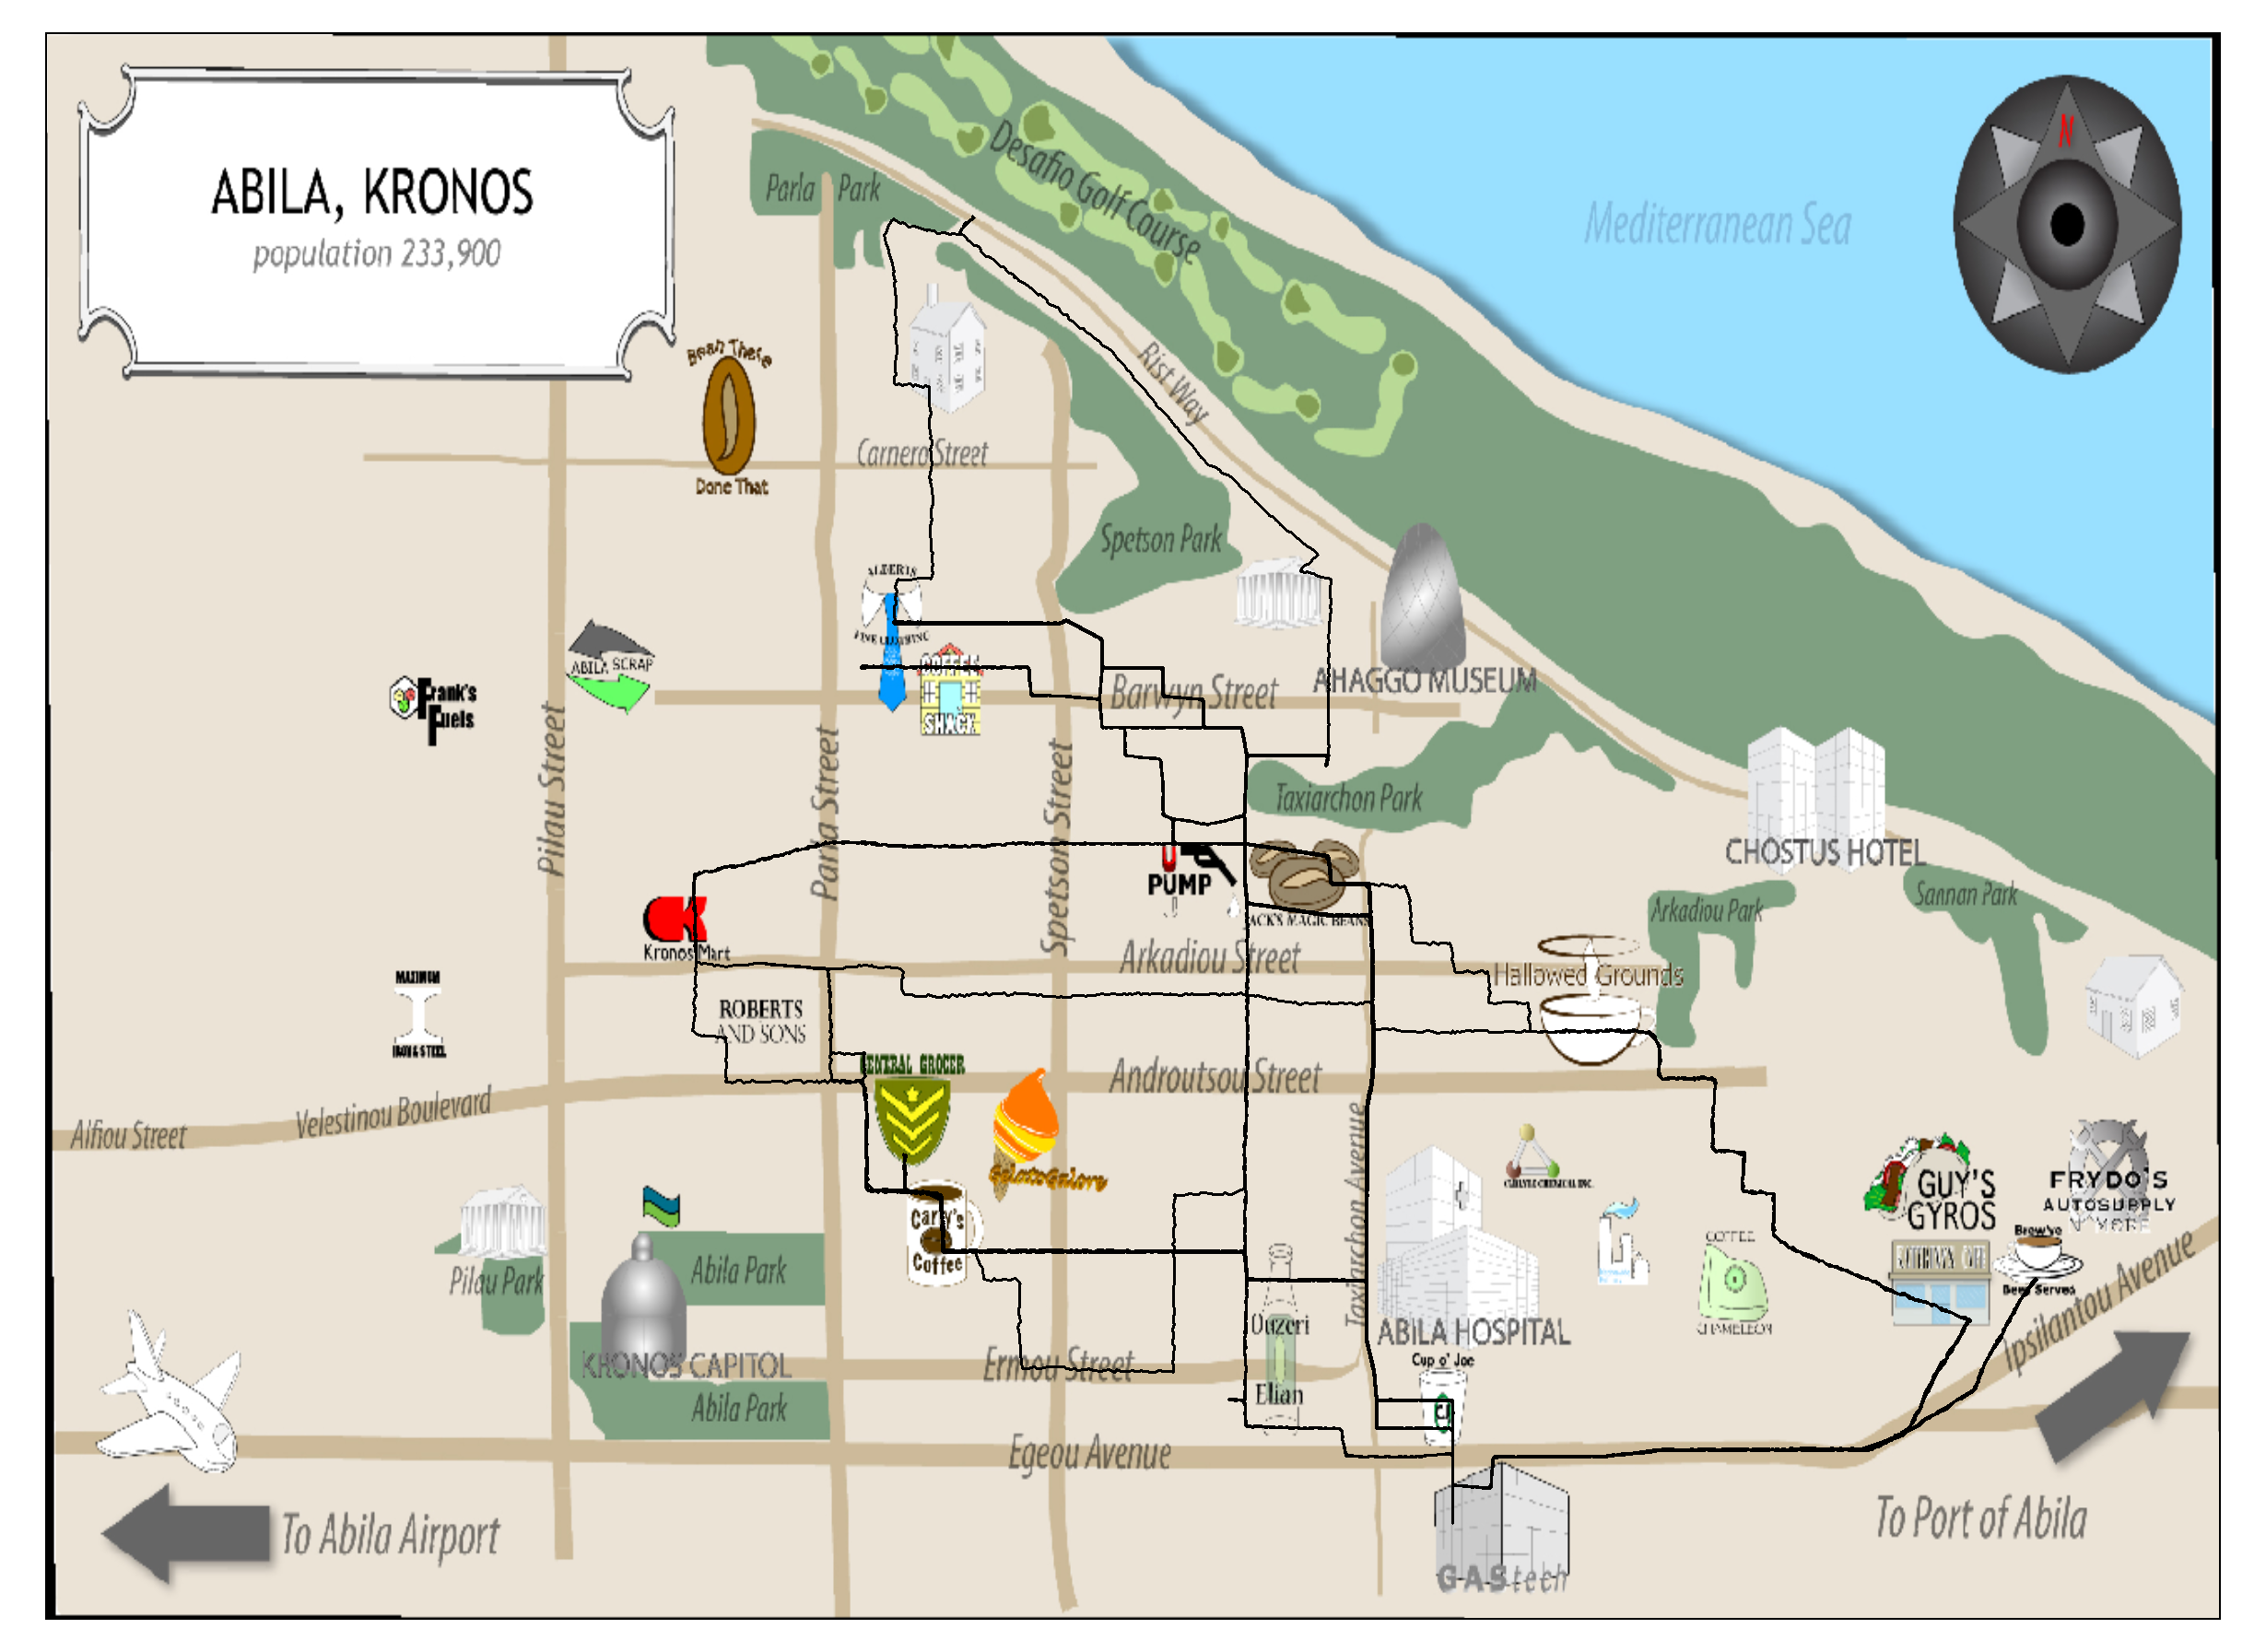 ABILA, KRONOS
population 233,900
N
Mediterranean Sea
Desafio Golf Course
Parla Park
Rist Way
Bean There
Done That
Carnero Street
Spetson Park
ALBERTS
FINE CLOTHING
ABILA SCRAP
Frank's
Fuels
COFFEE
SHACK
Barwyn Street
AHAGGO MUSEUM
Pilau Street
Parla Street
Spetson Street
Taxiarchon Park
CHOSTUS HOTEL
U
PUMP
JACK'S MAGIC BEANS
Arkadiou Park
Sannan Park
Kronos Mart
Arkadiou Street
Hallowed Grounds
MAXIMUM
IRON & STEEL
ROBERTS
AND SONS
GENERAL GROCER
Androutsou Street
Velestinou Boulevard
Alfiou Street
GelatoGalore
Taxiarchon Avenue
GUY'S
GYROS
FRYDO'S
AUTOSUPPLY
N' MORE
Brew've
Been Served
Carly's
Coffee
COFFEE
CHAMELEON
Abila Park
Pilau Park
Ouzeri
Elian
ABILA HOSPITAL
Ipsilantou Avenue
KRONOS CAPITOL
Ermou Street
Cup o' Joe
CJ
Abila Park
Egeou Avenue
To Abila Airport
To Port of Abila
GAStech